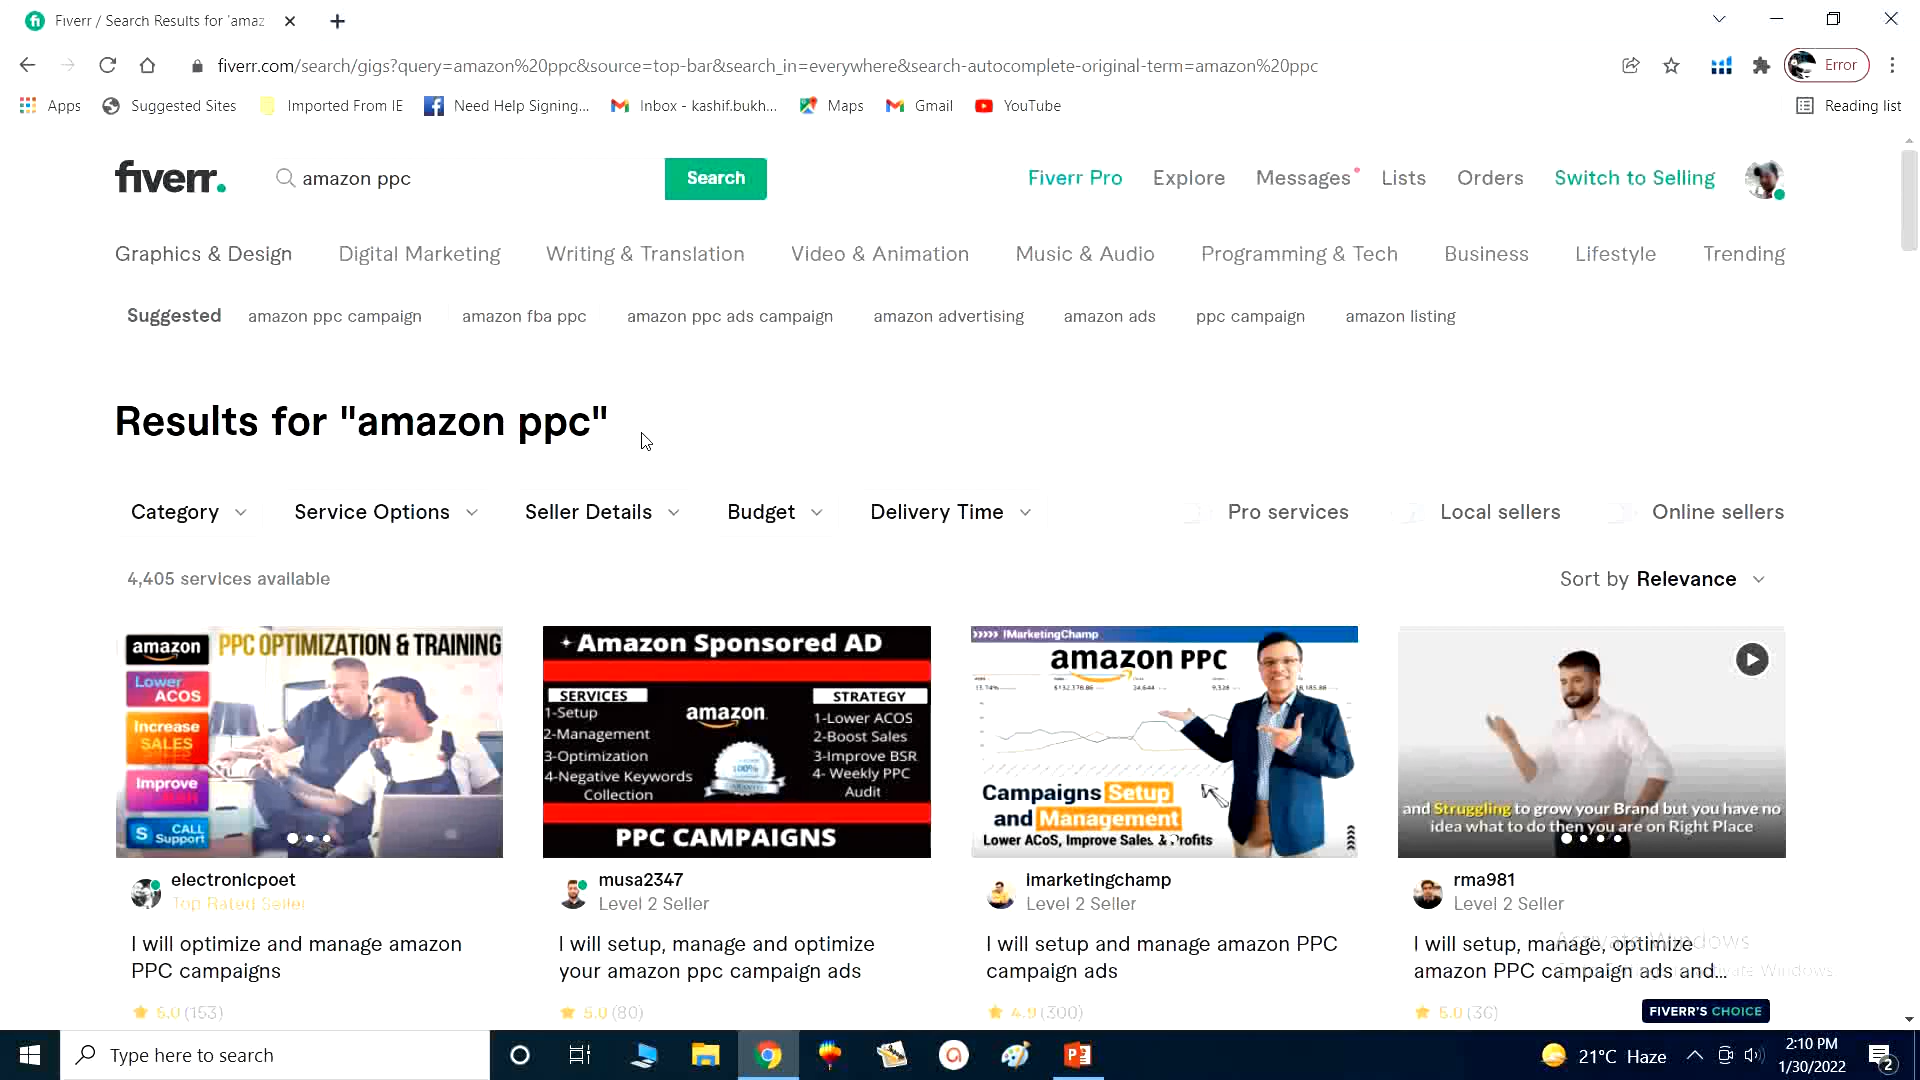 Fiverr / Search Results for 'amaz
fiverr.com/search/gigs?query=amazon%20ppc&source=top-bar&search_in=everywhere&search-autocomplete-original-term=amazon%20ppc
Error
Apps Suggested Sites Imported From IE Need Help Signing... Inbox - kashif.bukh... Maps Gmail YouTube Reading list
fiverr. amazon ppc Search Fiverr Pro Explore Messages Lists Orders Switch to Selling
Graphics & Design Digital Marketing Writing & Translation Video & Animation Music & Audio Programming & Tech Business Lifestyle Trending
Suggested amazon ppc campaign amazon fba ppc amazon ppc ads campaign amazon advertising amazon ads ppc campaign amazon listing
Results for "amazon ppc"
Category Service Options Seller Details Budget Delivery Time Pro services Local sellers Online sellers
4,405 services available Sort by Relevance
amazon PPC OPTIMIZATION & TRAINING
Lower
ACOS
Increase
SALES
Improve
CALL
Support
Amazon Sponsored AD
SERVICES
1-Setup
2-Management
3-Optimization
4-Negative Keywords
Collection
amazon
100%
STRATEGY
1-Lower ACOS
2-Boost Sales
3-Improve BSR
4- Weekly PPC
Audit
PPC CAMPAIGNS
IMarketingChamp
amazon PPC
Campaigns Setup
and Management
Lower ACoS, Improve Sales & Profits
and Struggling to grow your Brand but you have no
idea what to do then you are on Right Place
electronicpoet
Top Rated Seller
I will optimize and manage amazon
PPC campaigns
5.0 (153)
musa2347
Level 2 Seller
I will setup, manage and optimize
your amazon ppc campaign ads
5.0 (80)
imarketingchamp
Level 2 Seller
I will setup and manage amazon PPC
campaign ads
4.9 (300)
rma981
Level 2 Seller
I will setup, manage, optimize
amazon PPC campaign ads and...
5.0 (36)
FIVERR'S CHOICE
Activate Windows
Type here to search
21°C Haze
2:10 PM
1/30/2022
2